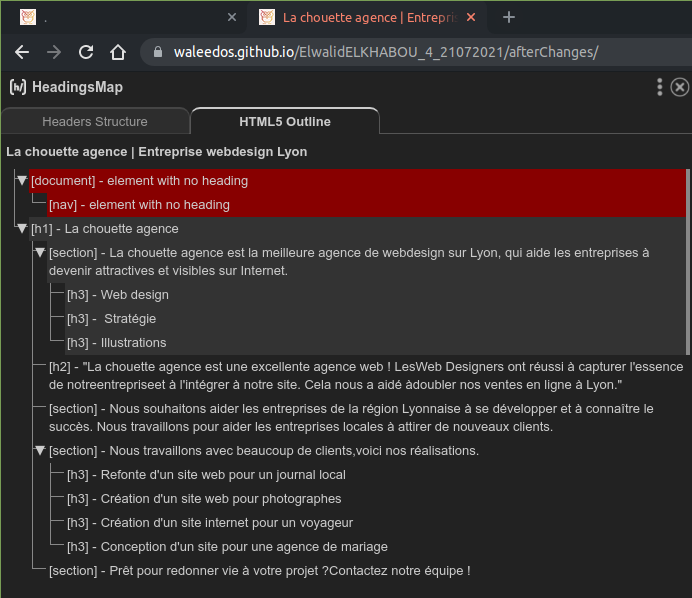 .
La chouette agence | Entrepris
waleedos.github.io/ElwalidELKHABOU_4_21072021/afterChanges/
[h] HeadingsMap
Headers Structure
HTML5 Outline
La chouette agence | Entreprise webdesign Lyon
[document] - element with no heading
[nav] - element with no heading
[h1] - La chouette agence
[section] - La chouette agence est la meilleure agence de webdesign sur Lyon, qui aide les entreprises à
devenir attractives et visibles sur Internet.
[h3] - Web design
[h3] -  Stratégie
[h3] - Illustrations
[h2] - "La chouette agence est une excellente agence web ! LesWeb Designers ont réussi à capturer l'essence
de notreentrepriseet à l'intégrer à notre site. Cela nous a aidé àdoubler nos ventes en ligne à Lyon."
[section] - Nous souhaitons aider les entreprises de la région Lyonnaise à se développer et à connaître le
succès. Nous travaillons pour aider les entreprises locales à attirer de nouveaux clients.
[section] - Nous travaillons avec beaucoup de clients,voici nos réalisations.
[h3] - Refonte d'un site web pour un journal local
[h3] - Création d'un site web pour photographes
[h3] - Création d'un site internet pour un voyageur
[h3] - Conception d'un site pour une agence de mariage
[section] - Prêt pour redonner vie à votre projet ?Contactez notre équipe !